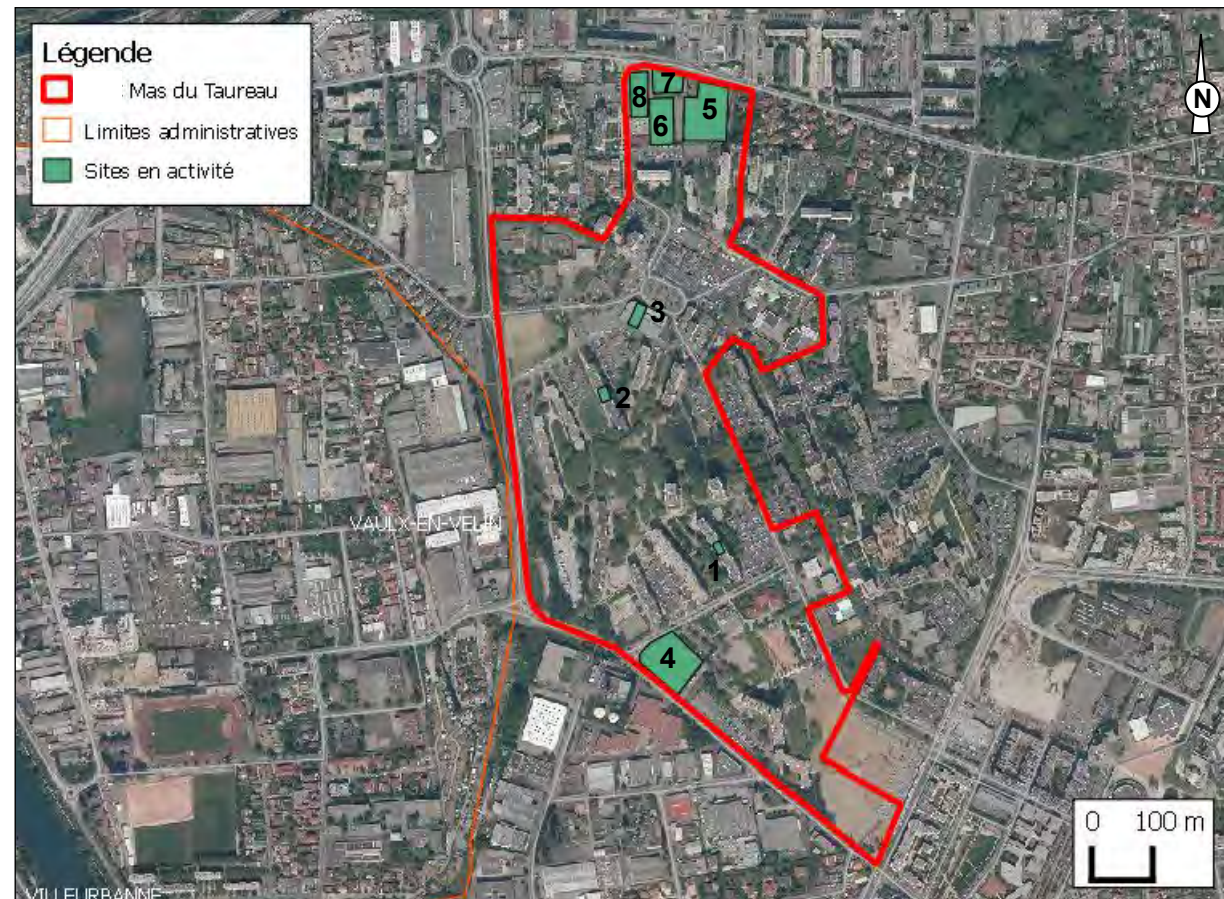 Légende
Mas du Taureau
Limites administratives
Sites en activité
N
8
7
6
5
3
2
VAULX-EN-VELIN
1
4
0 100 m
VILLEURBANNE